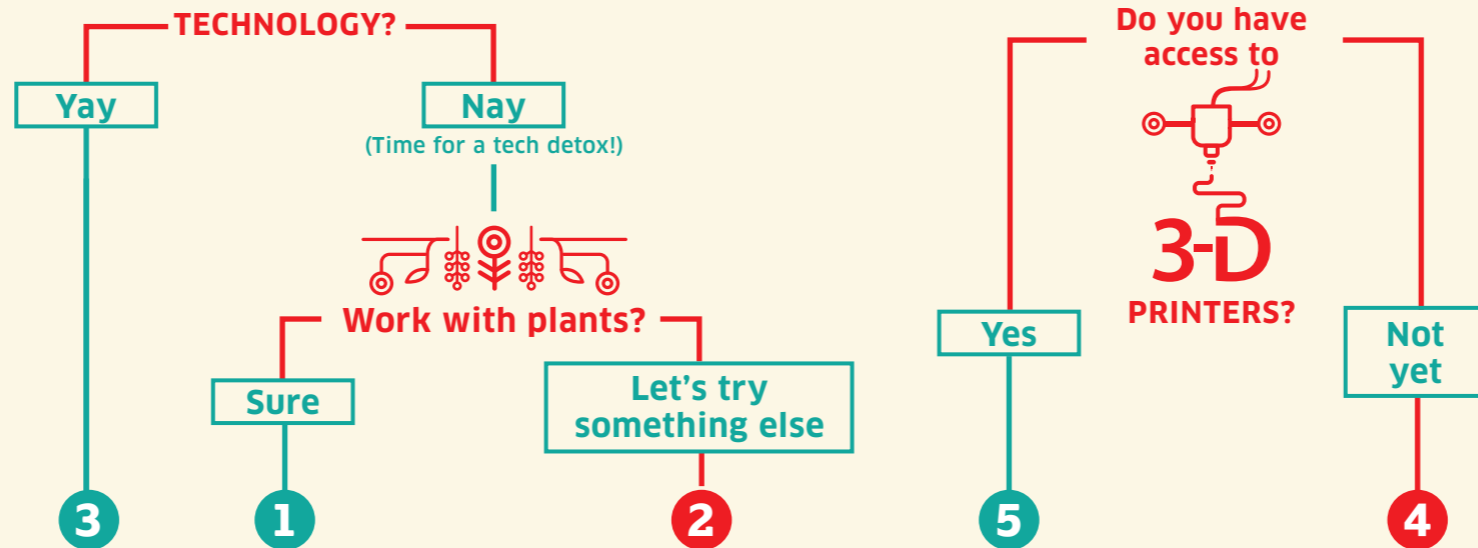 TECHNOLOGY?
Yay
Nay
(Time for a tech detox!)
Work with plants?
Sure
Let's try
something else
3
1
2
Do you have
access to
3-D
PRINTERS?
Yes
Not
yet
5
4